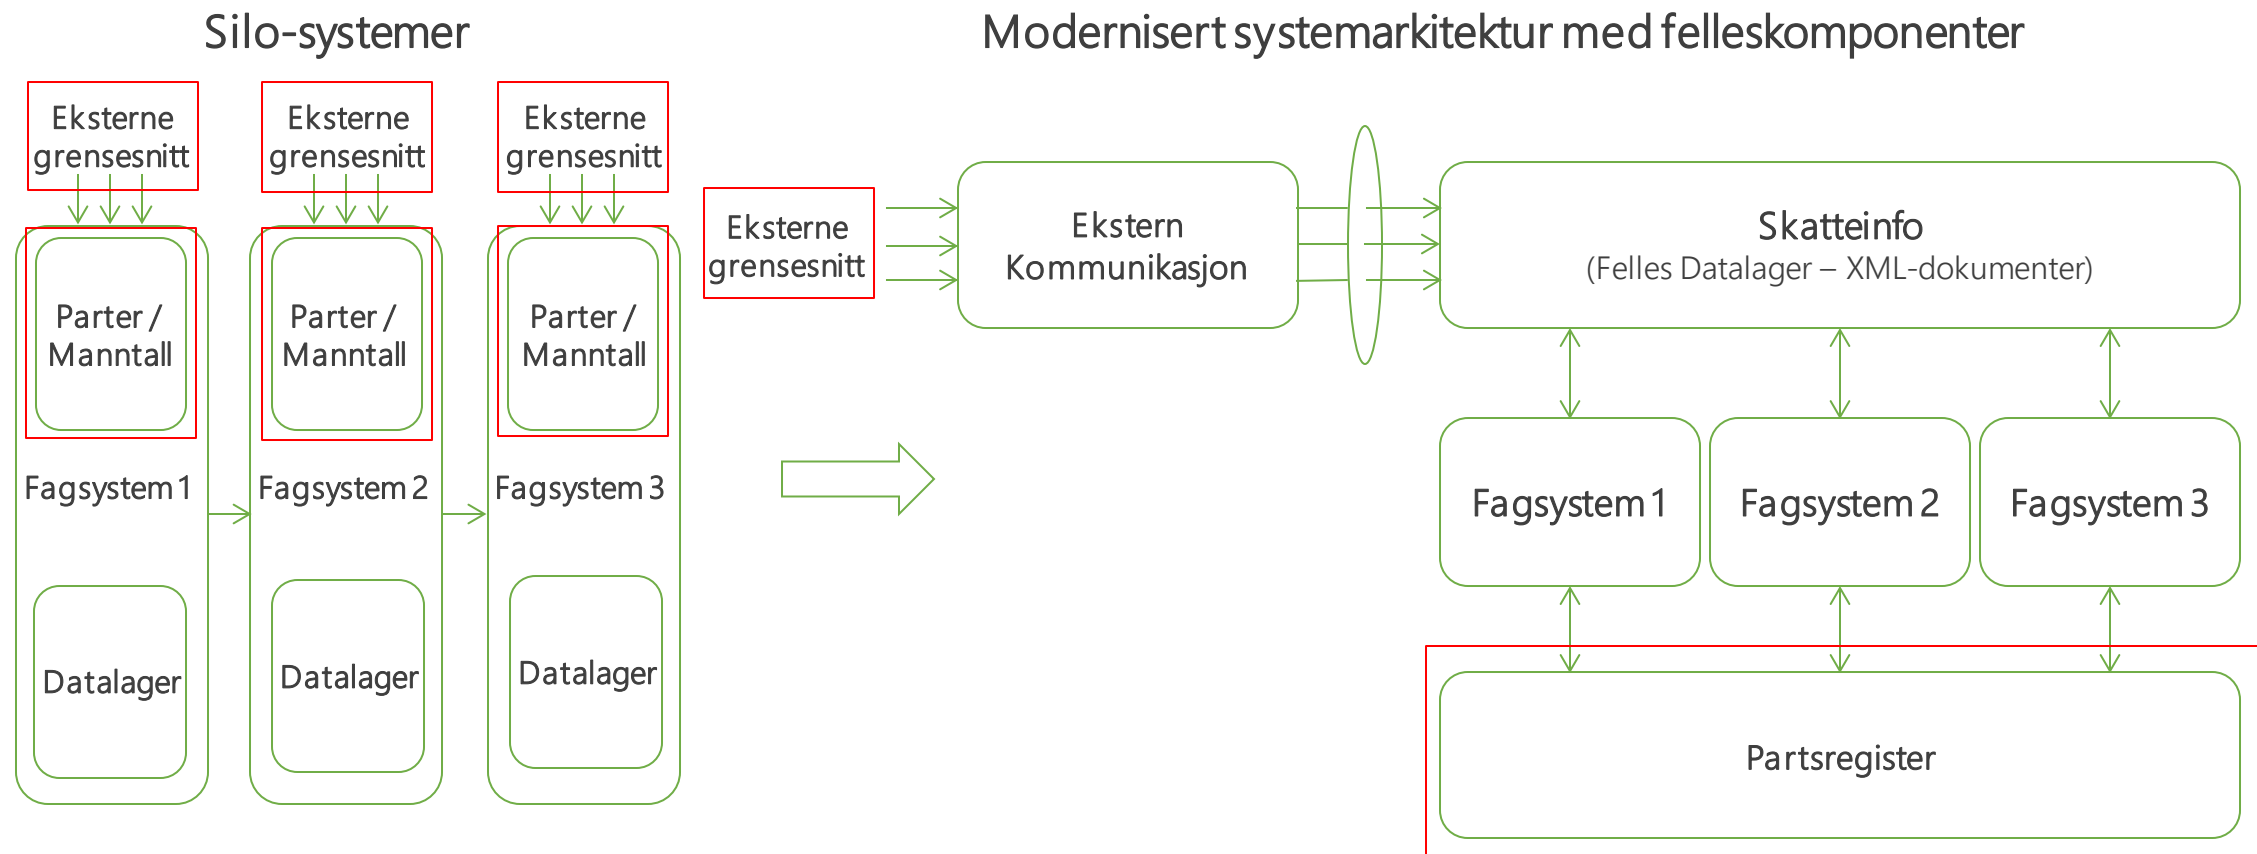 Silo-systemer
Modernisert systemarkitektur med felleskomponenter
Eksterne
grensesnitt
Eksterne
grensesnitt
Eksterne
grensesnitt
Parter /
Manntall
Parter /
Manntall
Parter /
Manntall
Fagsystem 1
Fagsystem 2
Fagsystem 3
Datalager
Datalager
Datalager
Eksterne
grensesnitt
Ekstern
Kommunikasjon
Skatteinfo
(Felles Datalager – XML-dokumenter)
Fagsystem 1
Fagsystem 2
Fagsystem 3
Partsregister